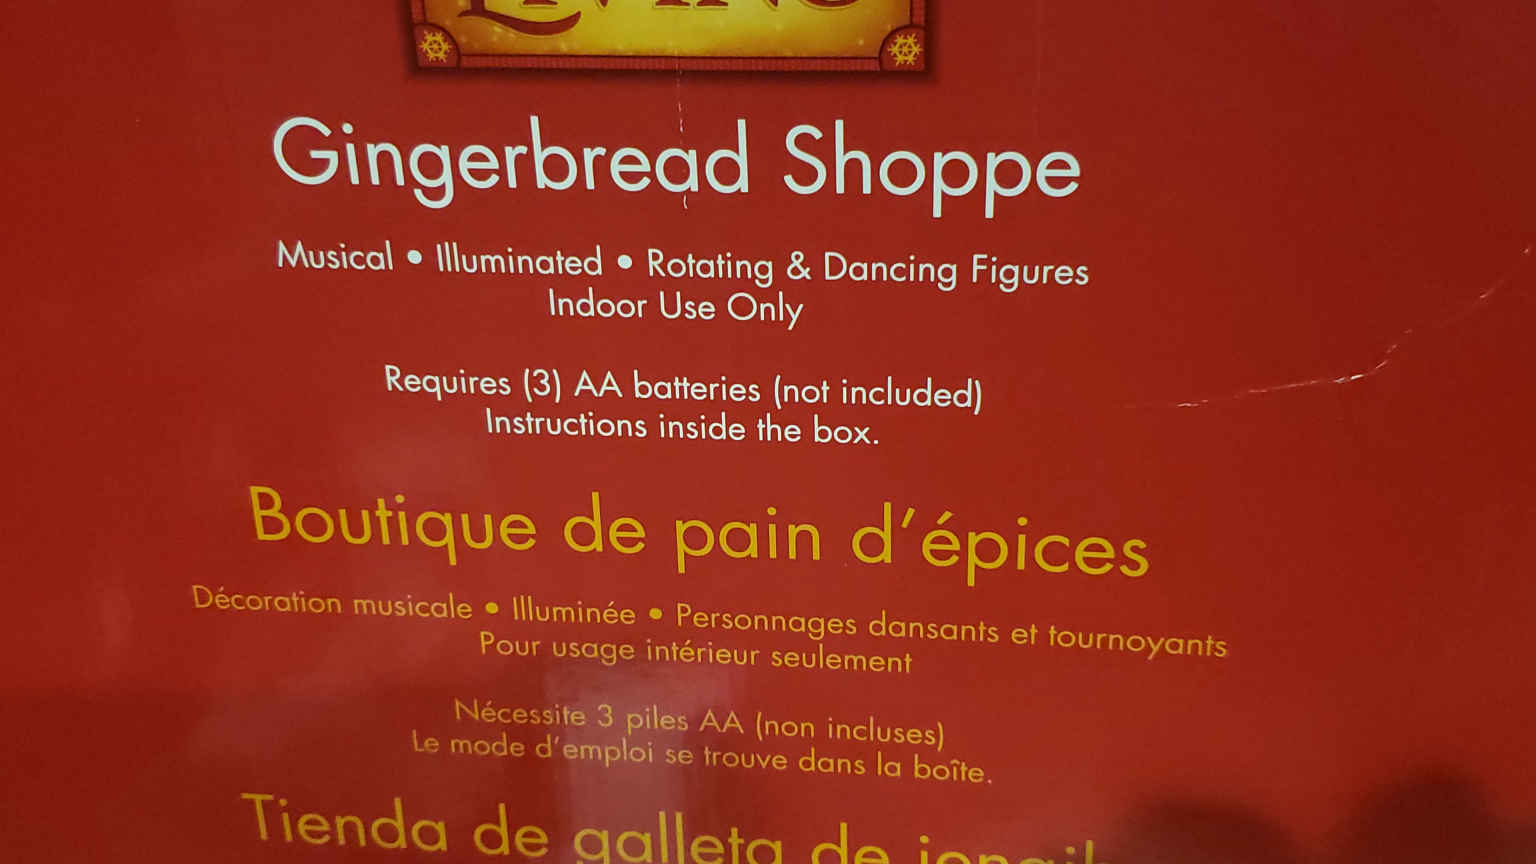 LIVING
Gingerbread Shoppe
Musical • Illuminated • Rotating & Dancing Figures
Indoor Use Only
Requires (3) AA batteries (not included)
Instructions inside the box.
Boutique de pain d'épices
Décoration musicale • Illuminée • Personnages dansants et tournoyants
Pour usage intérieur seulement
Nécessite 3 piles AA (non incluses)
Le mode d'emploi se trouve dans la boîte.
Tienda de galleta de